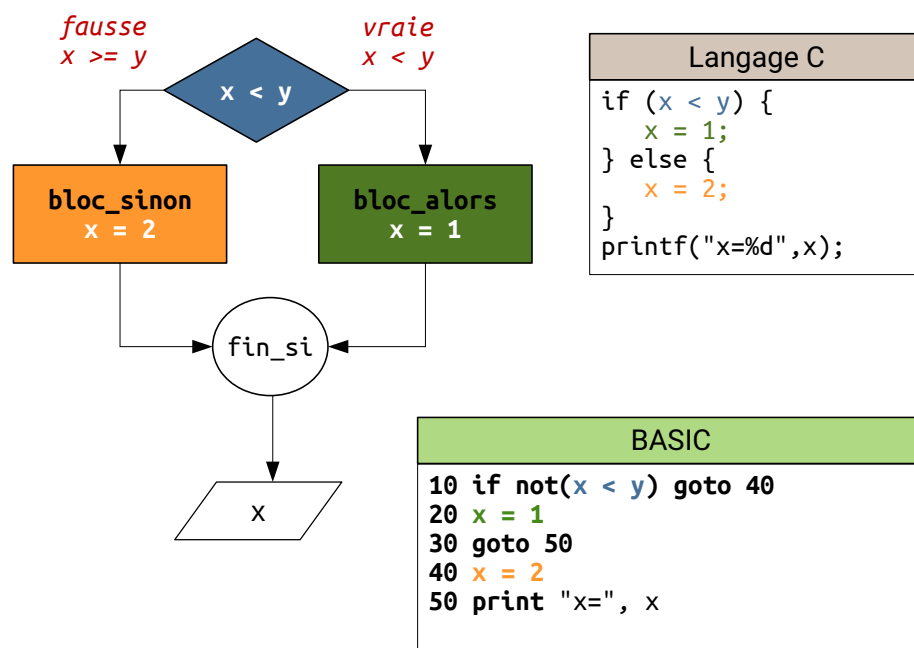 fausse
x >= y
vraie
x < y
x < y
bloc_sinon
x = 2
bloc_alors
x = 1
fin_si
x
Langage C
if (x < y) {
   x = 1;
} else {
   x = 2;
}
printf("x=%d",x);
BASIC
10 if not(x < y) goto 40
20 x = 1
30 goto 50
40 x = 2
50 print "x=", x